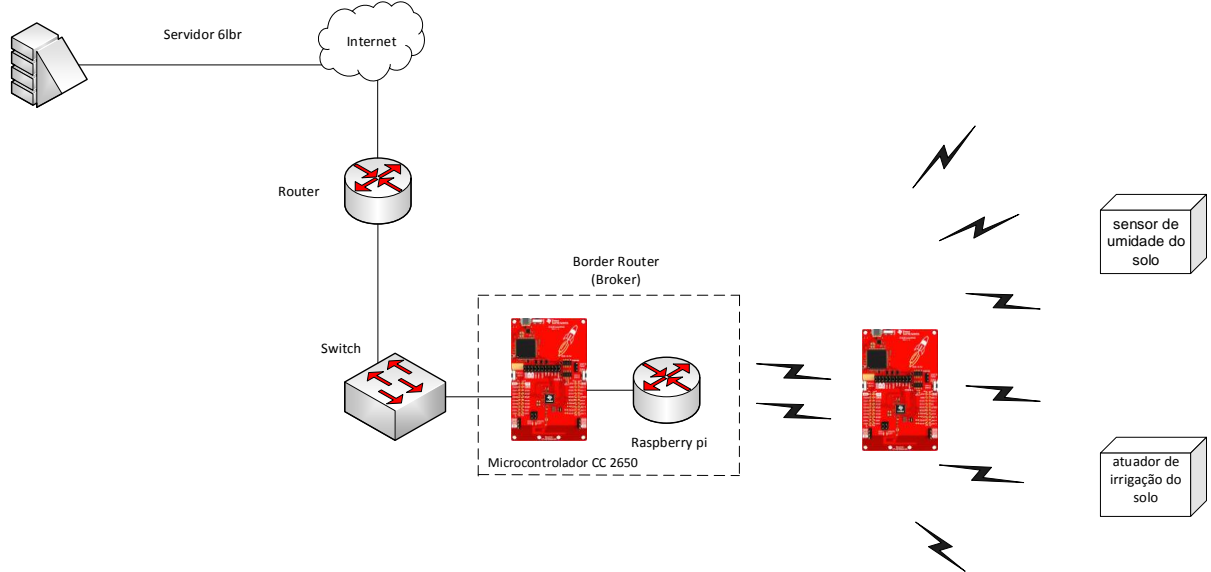 Servidor 6lbr
Internet
Router
Switch
Border Router
(Broker)
Raspberry pi
Microcontrolador CC 2650
sensor de
umidade do
solo
atuador de
irrigação do
solo